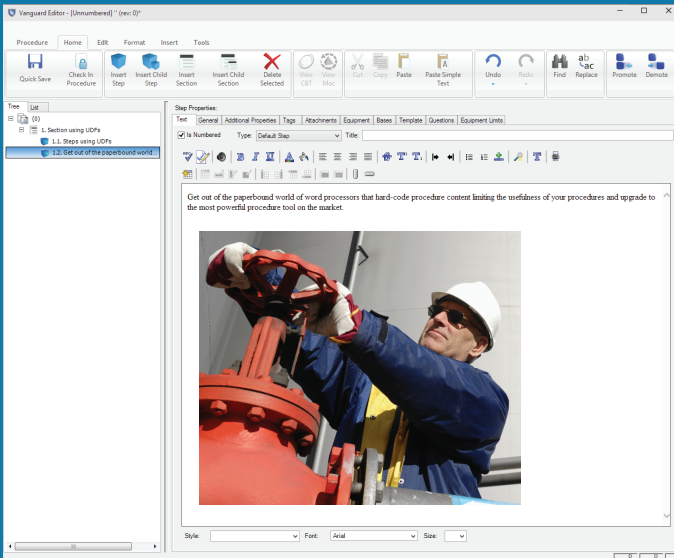 Vanguard Editor - [Unnumbered] '' (rev: 0)*
Procedure Home Edit Format Insert Tools
Quick Save
Check In Procedure
Insert Step
Insert Child Step
Insert Section
Insert Child Section
Delete Selected
View CBT
View Moc
Cut
Copy
Paste
Paste Simple Text
Undo
Redo
Find
Replace
Promote
Demote
Tree List
(0)
1. Section using UDFs
1.1. Steps using UDFs
1.2. Get out of the paperbound world...
Step Properties:
Text General Additional Properties Tags Attachments Equipment Bases Template Questions Equipment Limits
Is Numbered Type: Default Step Title:
Get out of the paperbound world of word processors that hard-code procedure content limiting the usefulness of your procedures and upgrade to
the most powerful procedure tool on the market.
Style: Font: Arial Size: